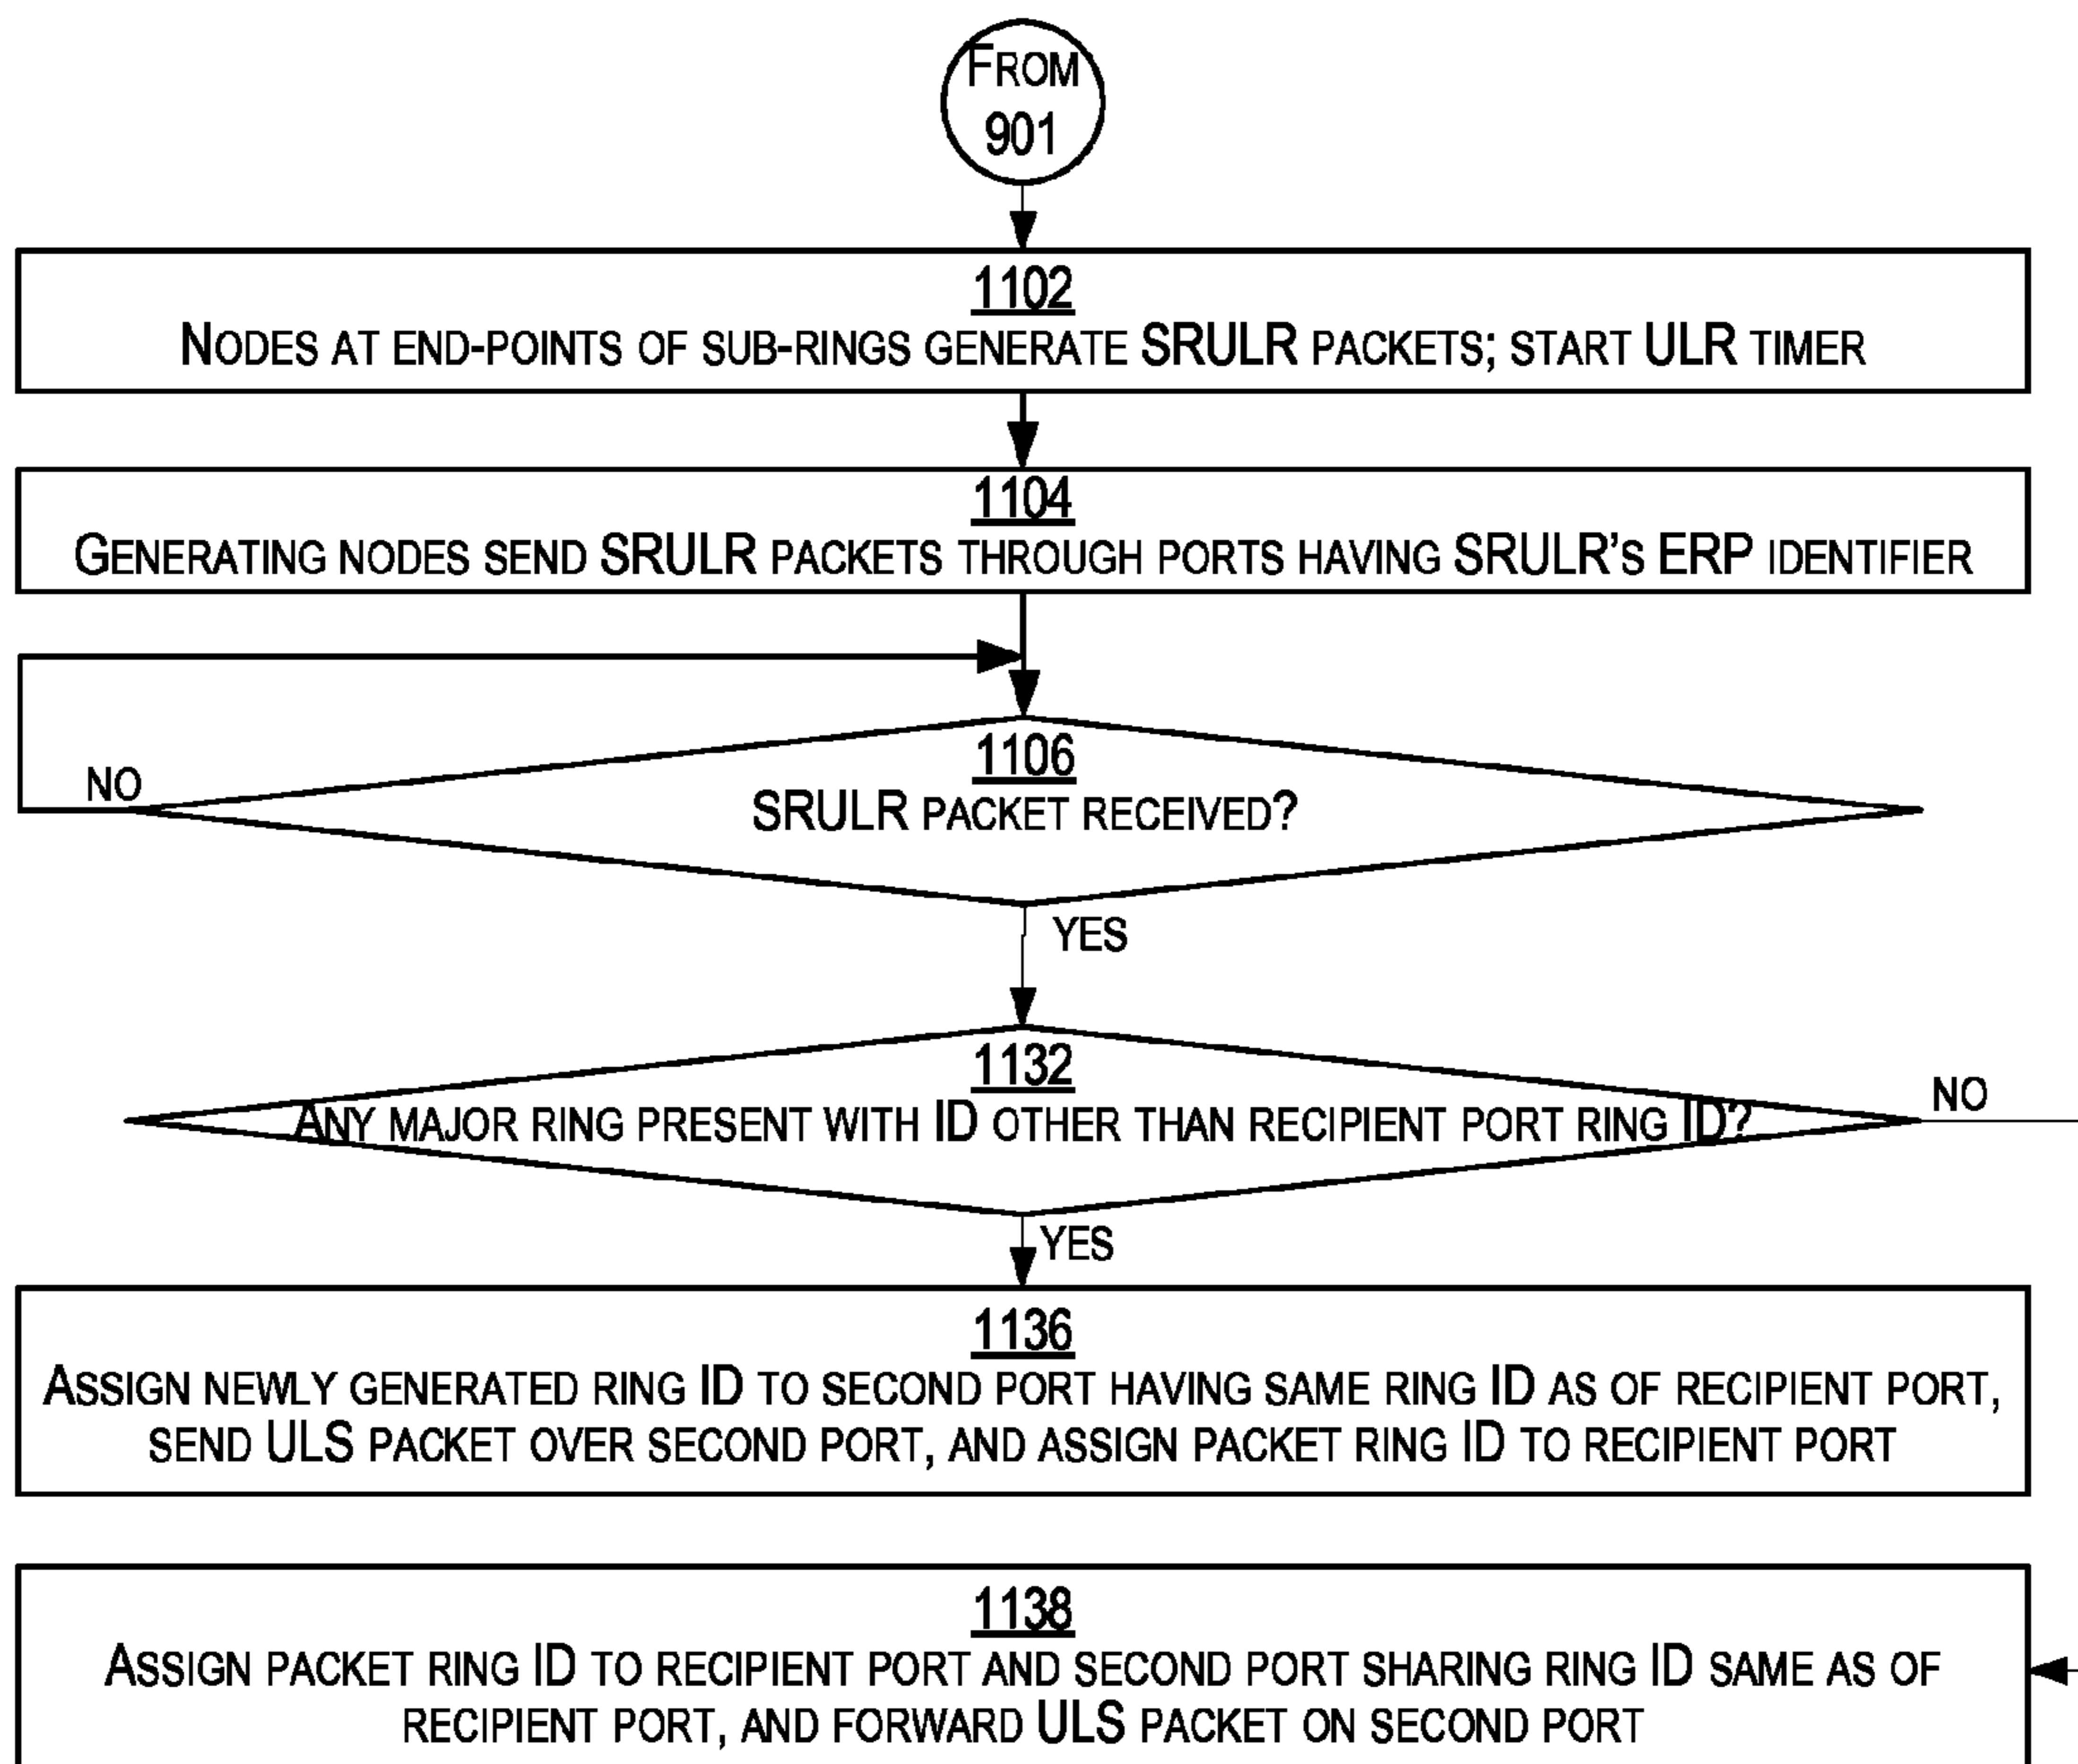 FROM
901
1102
NODES AT END-POINTS OF SUB-RINGS GENERATE SRULR PACKETS; START ULR TIMER
1104
GENERATING NODES SEND SRULR PACKETS THROUGH PORTS HAVING SRULR'S ERP IDENTIFIER
1106
NO
SRULR PACKET RECEIVED?
YES
1132
NO
ANY MAJOR RING PRESENT WITH ID OTHER THAN RECIPIENT PORT RING ID?
YES
1136
ASSIGN NEWLY GENERATED RING ID TO SECOND PORT HAVING SAME RING ID AS OF RECIPIENT PORT,
SEND ULS PACKET OVER SECOND PORT, AND ASSIGN PACKET RING ID TO RECIPIENT PORT
1138
ASSIGN PACKET RING ID TO RECIPIENT PORT AND SECOND PORT SHARING RING ID SAME AS OF
RECIPIENT PORT, AND FORWARD ULS PACKET ON SECOND PORT